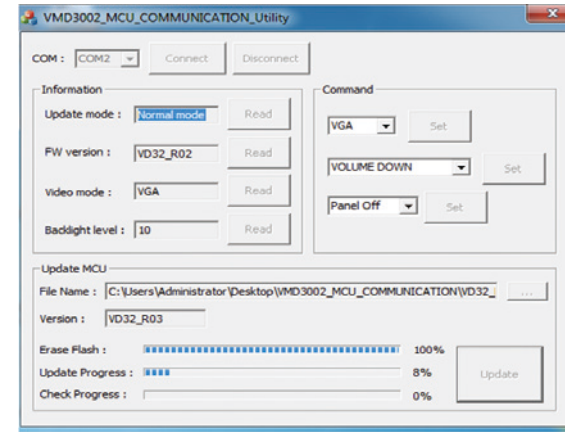 VMD3002_MCU_COMMUNICATION_Utility
COM : COM2 Connect Disconnect
Information
Update mode : Normal mode Read
FW version : VD32_R02 Read
Video mode : VGA Read
Backlight level : 10 Read
Command
VGA Set
VOLUME DOWN Set
Panel Off Set
Update MCU
File Name : C:\Users\Administrator\Desktop\VMD3002_MCU_COMMUNICATION\VD32_ ...
Version : VD32_R03
Erase Flash : 100%
Update Progress : 8%
Check Progress : 0%
Update